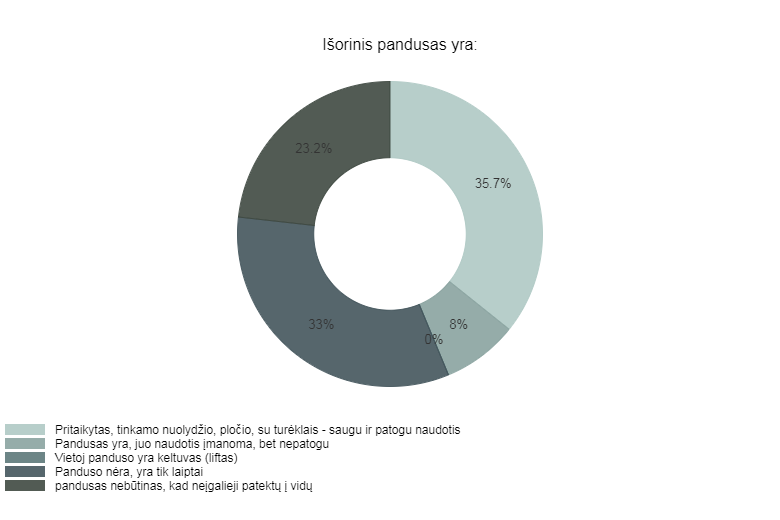 Išorinis pandusas yra:
23.2%
35.7%
33%
8%
0%
Pritaikytas, tinkamo nuolydžio, pločio, su turėklais - saugu ir patogu naudotis
Pandusas yra, juo naudotis įmanoma, bet nepatogu
Vietoj panduso yra keltuvas (liftas)
Panduso nėra, yra tik laiptai
pandusas nebūtinas, kad neįgalieji patektų į vidų